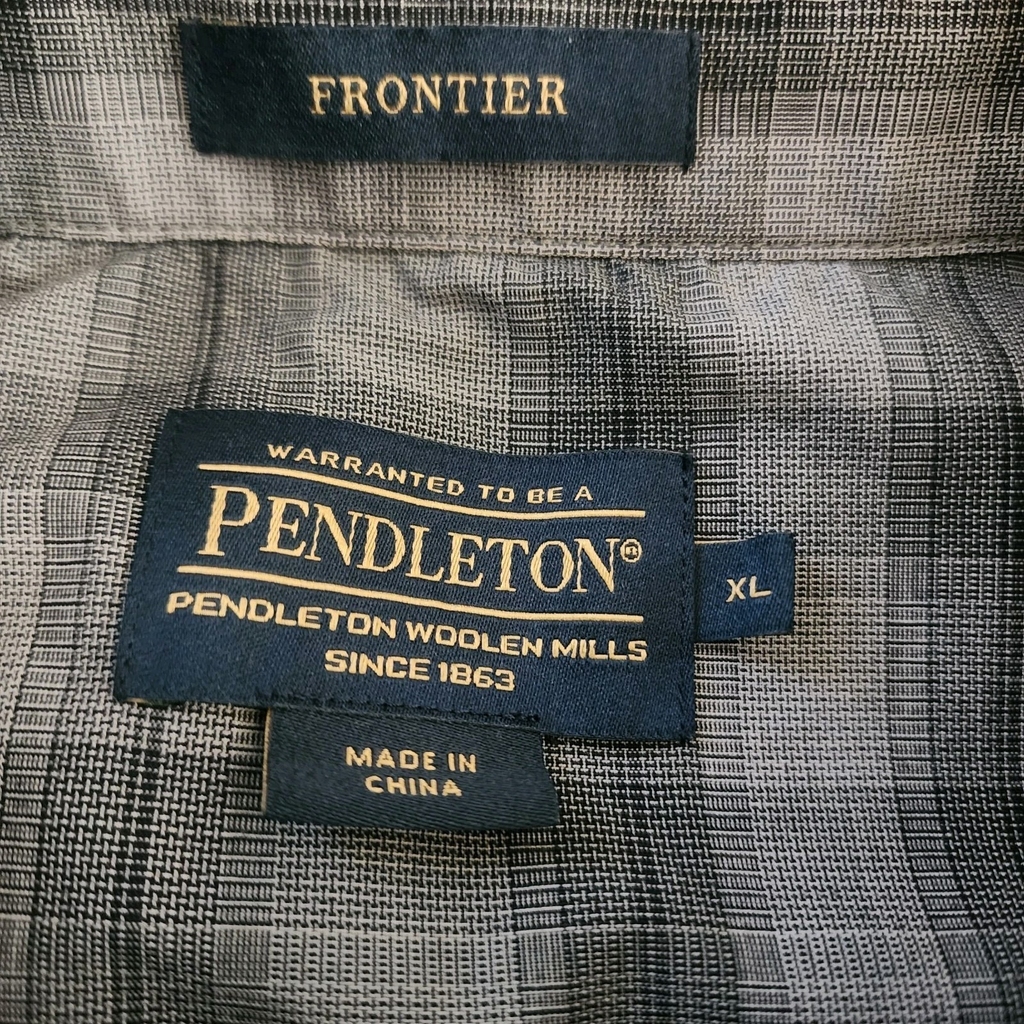 FRONTIER
WARRANTED TO BE A
PENDLETON®
PENDLETON WOOLEN MILLS
SINCE 1863
XL
MADE IN
CHINA